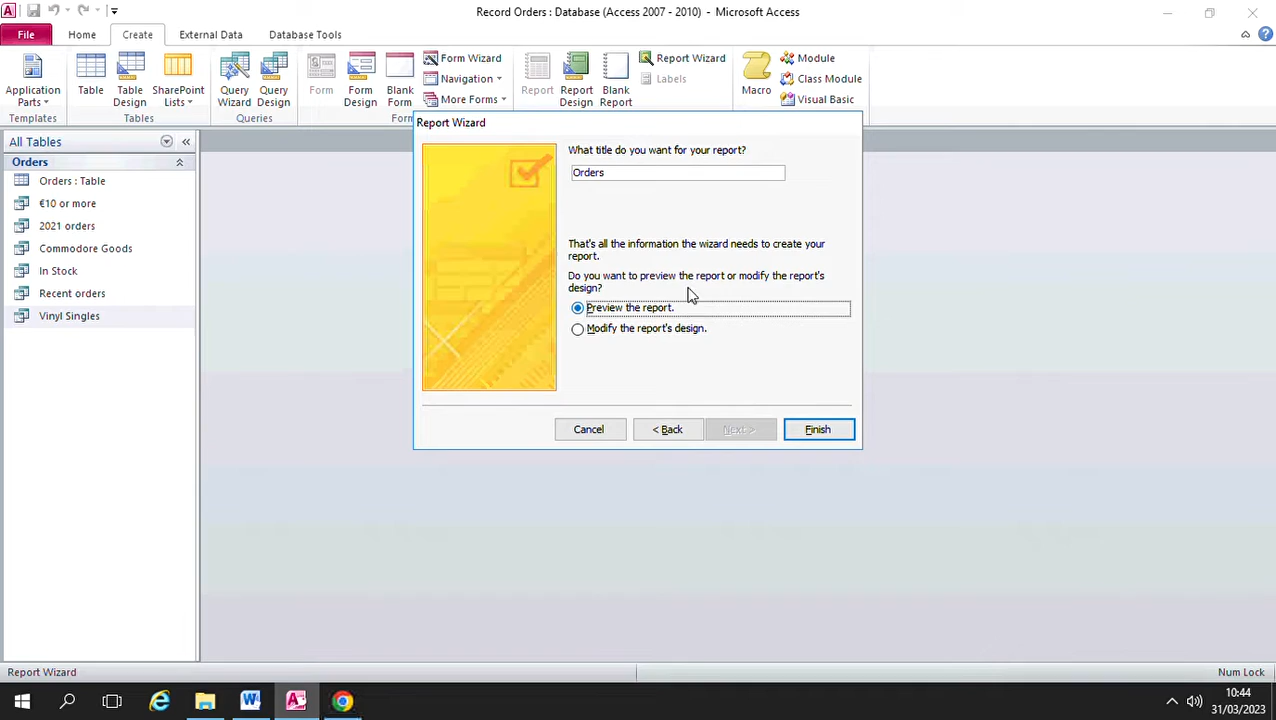 Record Orders : Database (Access 2007 - 2010) - Microsoft Access
File
Home
Create
External Data
Database Tools
Application Parts
Table
Table Design
SharePoint Lists
Query Wizard
Query Design
Form
Form Design
Blank Form
Form Wizard
Navigation
More Forms
Report
Report Design
Blank Report
Report Wizard
Labels
Macro
Module
Class Module
Visual Basic
Templates
Tables
Queries
All Tables
Orders
Orders : Table
€10 or more
2021 orders
Commodore Goods
In Stock
Recent orders
Vinyl Singles
Report Wizard
What title do you want for your report?
Orders
That's all the information the wizard needs to create your
report.
Do you want to preview the report or modify the report's
design?
Preview the report.
Modify the report's design.
Cancel
< Back
Next >
Finish
Report Wizard
Num Lock
10:44
31/03/2023